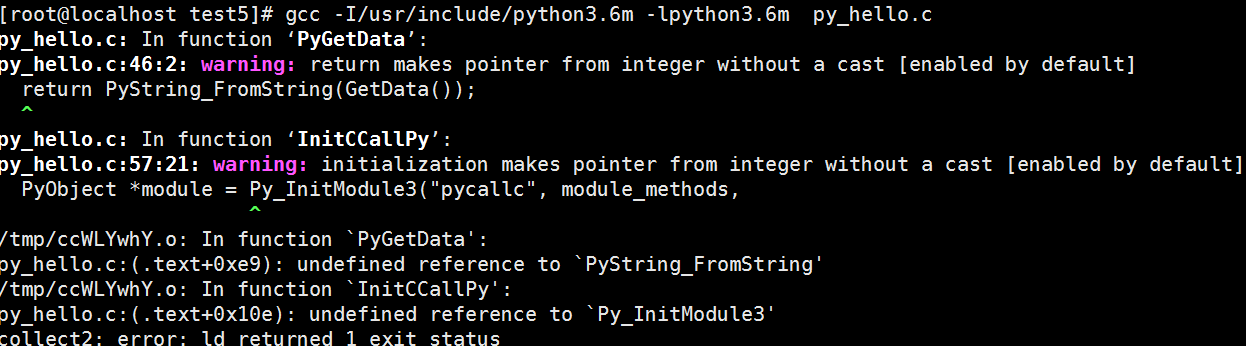 [root@localhost test5]# gcc -I/usr/include/python3.6m -lpython3.6m  py_hello.c
py_hello.c: In function ‘PyGetData’:
py_hello.c:46:2: warning: return makes pointer from integer without a cast [enabled by default]
  return PyString_FromString(GetData());
  ^
py_hello.c: In function ‘InitCCallPy’:
py_hello.c:57:21: warning: initialization makes pointer from integer without a cast [enabled by default]
  PyObject *module = Py_InitModule3("pycallc", module_methods,
                     ^
/tmp/ccWLYwhY.o: In function `PyGetData':
py_hello.c:(.text+0xe9): undefined reference to `PyString_FromString'
/tmp/ccWLYwhY.o: In function `InitCCallPy':
py_hello.c:(.text+0x10e): undefined reference to `Py_InitModule3'
collect2: error: ld returned 1 exit status